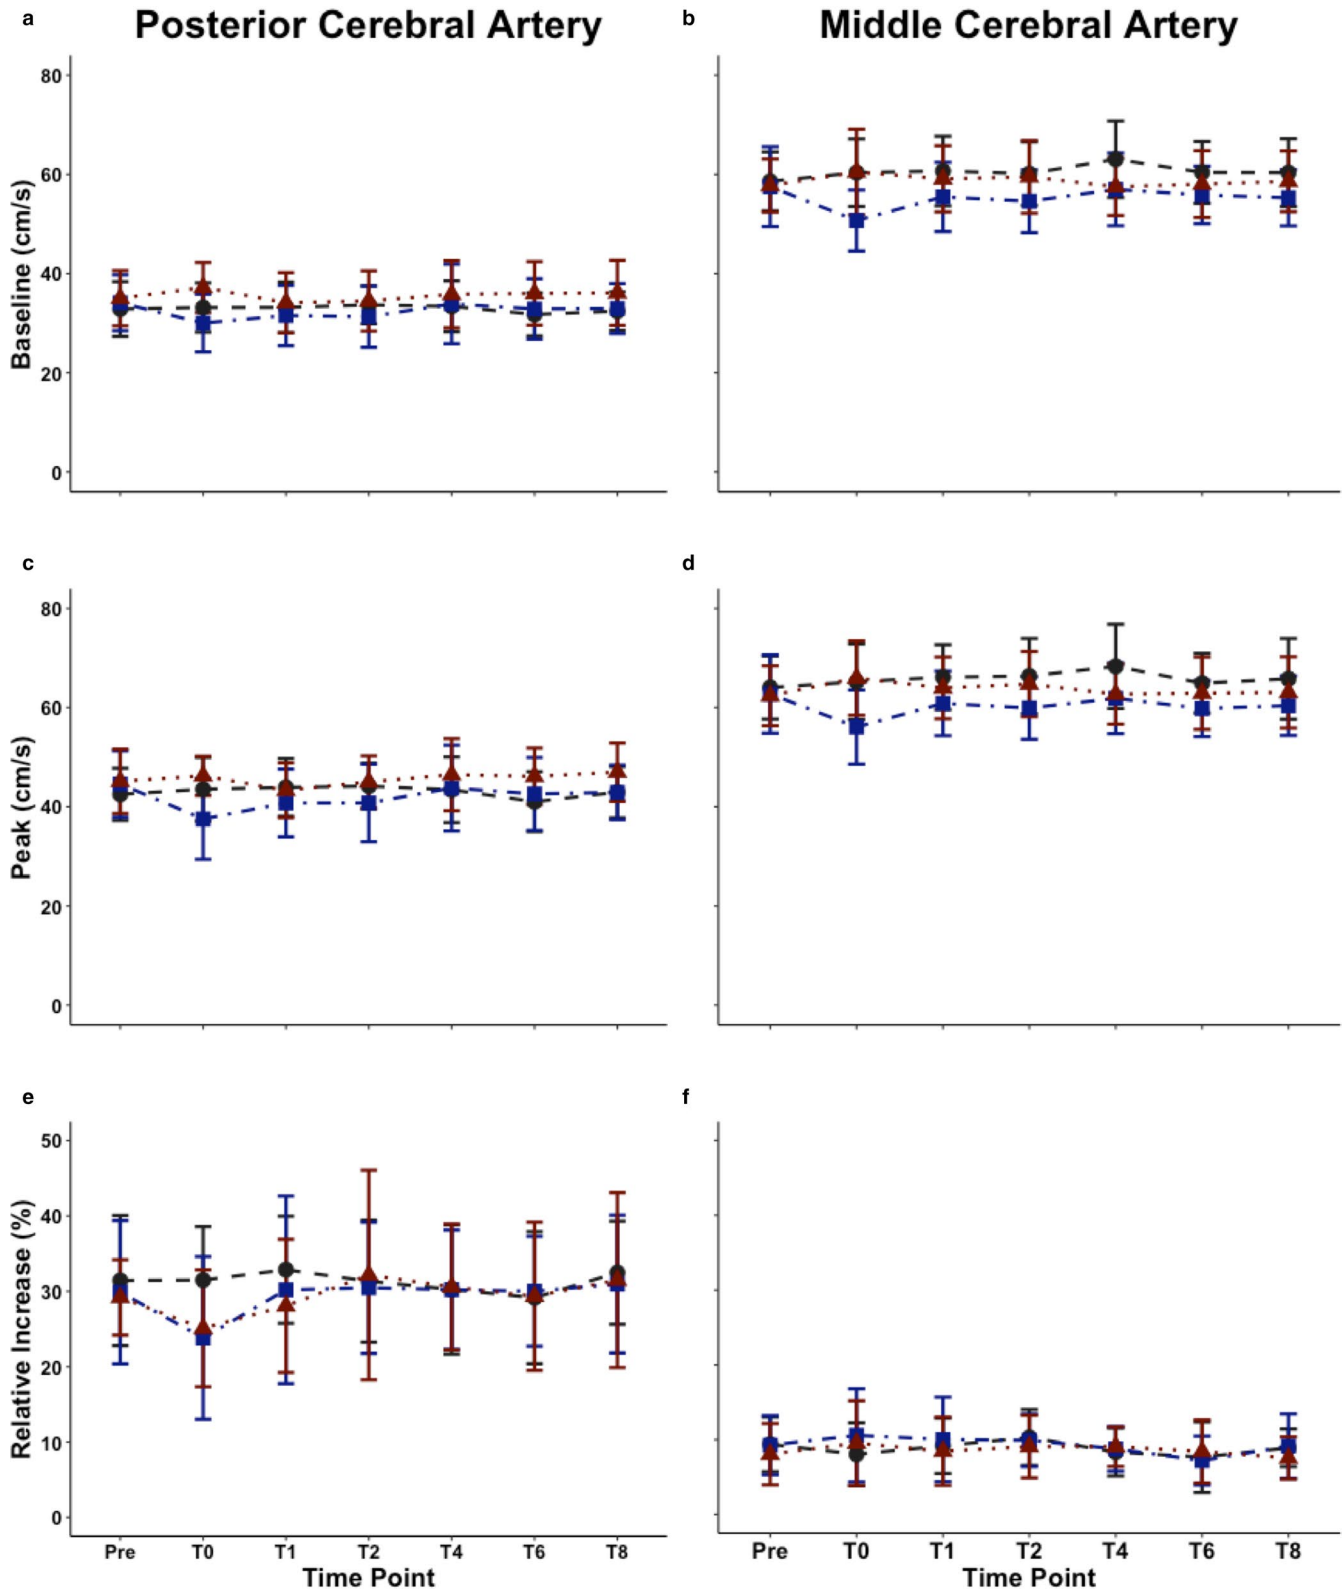 a Posterior Cerebral Artery b Middle Cerebral Artery
80
60
40
20
0
Baseline (cm/s)
c d
80
60
40
20
0
Peak (cm/s)
e f
50
40
30
20
10
0
Relative Increase (%)
Pre T0 T1 T2 T4 T6 T8 Pre T0 T1 T2 T4 T6 T8
Time Point Time Point